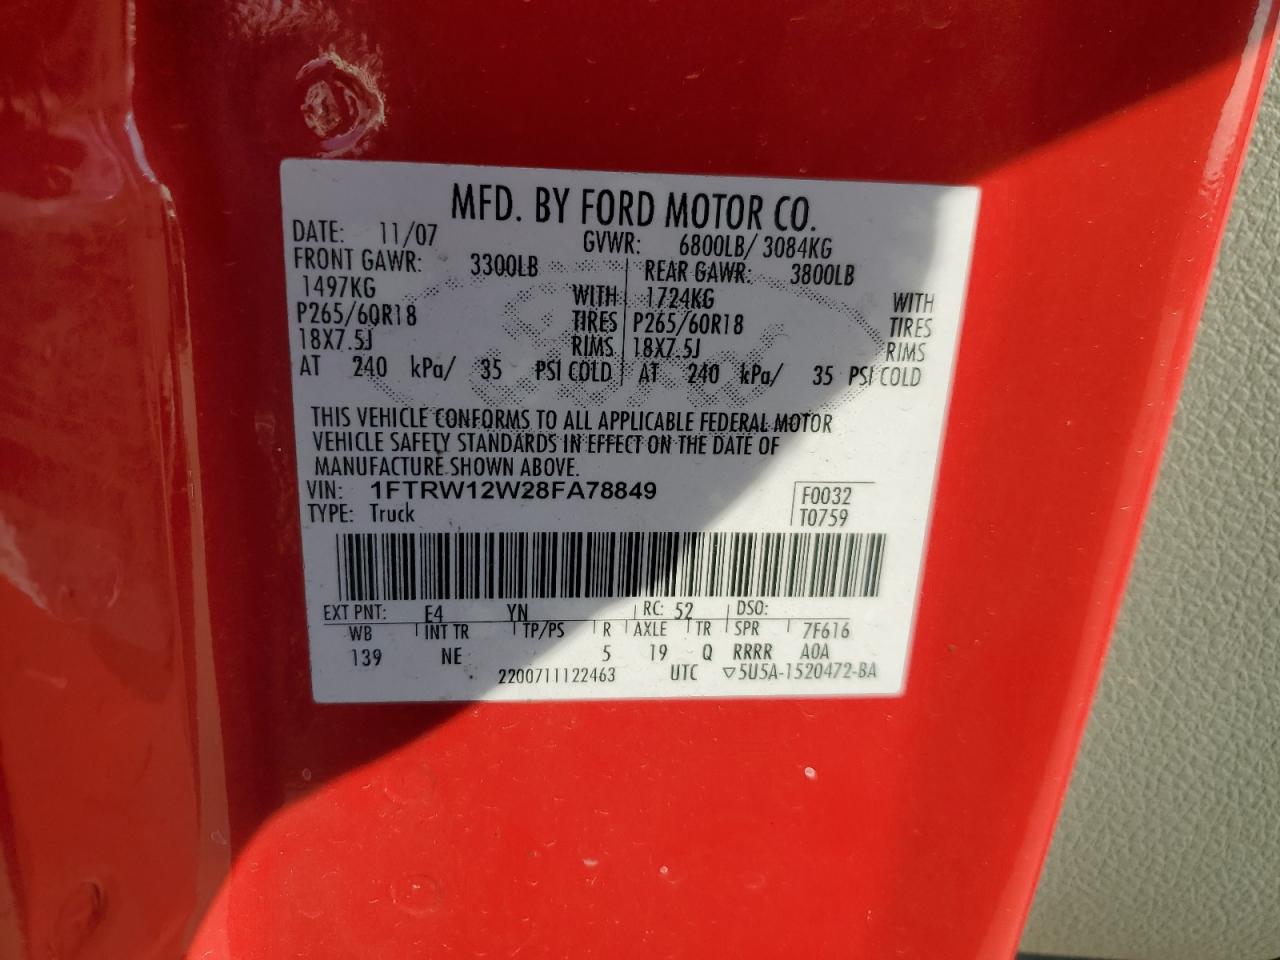 MFD. BY FORD MOTOR CO.
DATE: 11/07 GVWR: 6800LB/ 3084KG
FRONT GAWR: 3300LB REAR GAWR: 3800LB
1497KG WITH 1724KG WITH
P265/60R18 TIRES P265/60R18 TIRES
18X7.5J RIMS 18X7.5J RIMS
AT 240 kPa/ 35 PSI COLD AT 240 kPa/ 35 PSI COLD
THIS VEHICLE CONFORMS TO ALL APPLICABLE FEDERAL MOTOR
VEHICLE SAFETY STANDARDS IN EFFECT ON THE DATE OF
MANUFACTURE SHOWN ABOVE.
VIN: 1FTRW12W28FA78849 F0032
TYPE: Truck T0759
EXT PNT: E4 YN RC: 52 DSO:
WB INT TR TP/PS R AXLE TR SPR 7F616
139 NE 5 19 Q RRRR A0A
2200711122463 UTC ▽5U5A-1520472-BA